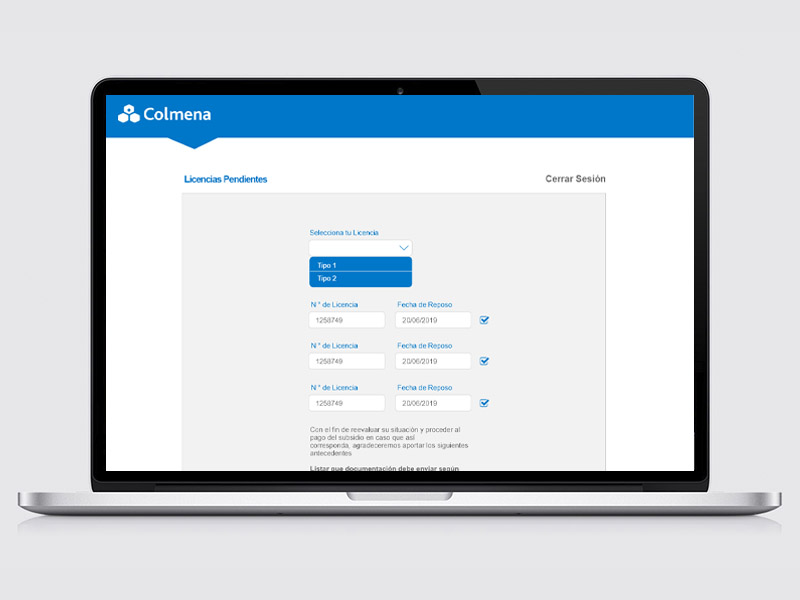 Colmena
Licencias Pendientes
Cerrar Sesión
Selecciona tu Licencia
Tipo 1
Tipo 2
N° de Licencia Fecha de Reposo
1258749 20/06/2019
N° de Licencia Fecha de Reposo
1258749 20/06/2019
N° de Licencia Fecha de Reposo
1258749 20/06/2019
Con el fin de reevaluar su situación y proceder al
pago del subsidio en caso que así
corresponda, agradeceremos aportar los siguientes
antecedentes
Listar que documentación debe enviar según